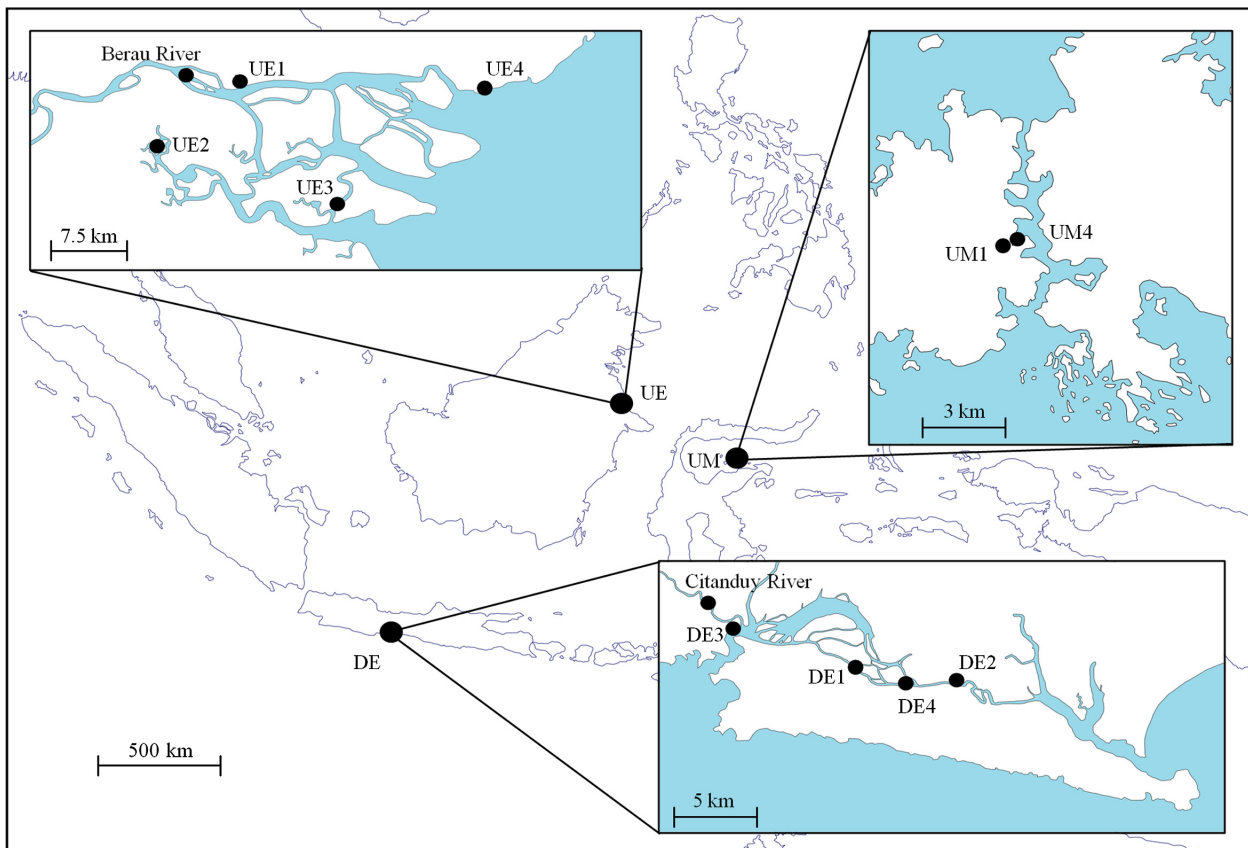 Berau River
UE1
UE4
UE2
UE3
7.5 km
UM4
UM1
3 km
UE
UM
Citanduy River
DE3
DE2
DE1
DE4
DE
500 km
5 km